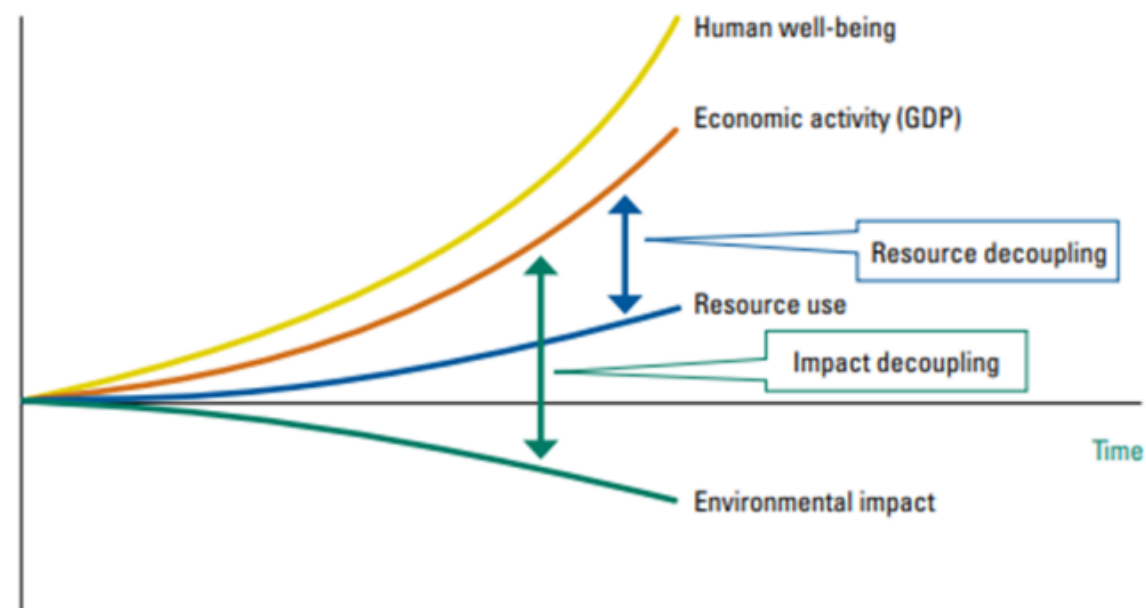 Human well-being
Economic activity (GDP)
Resource decoupling
Resource use
Impact decoupling
Time
Environmental impact